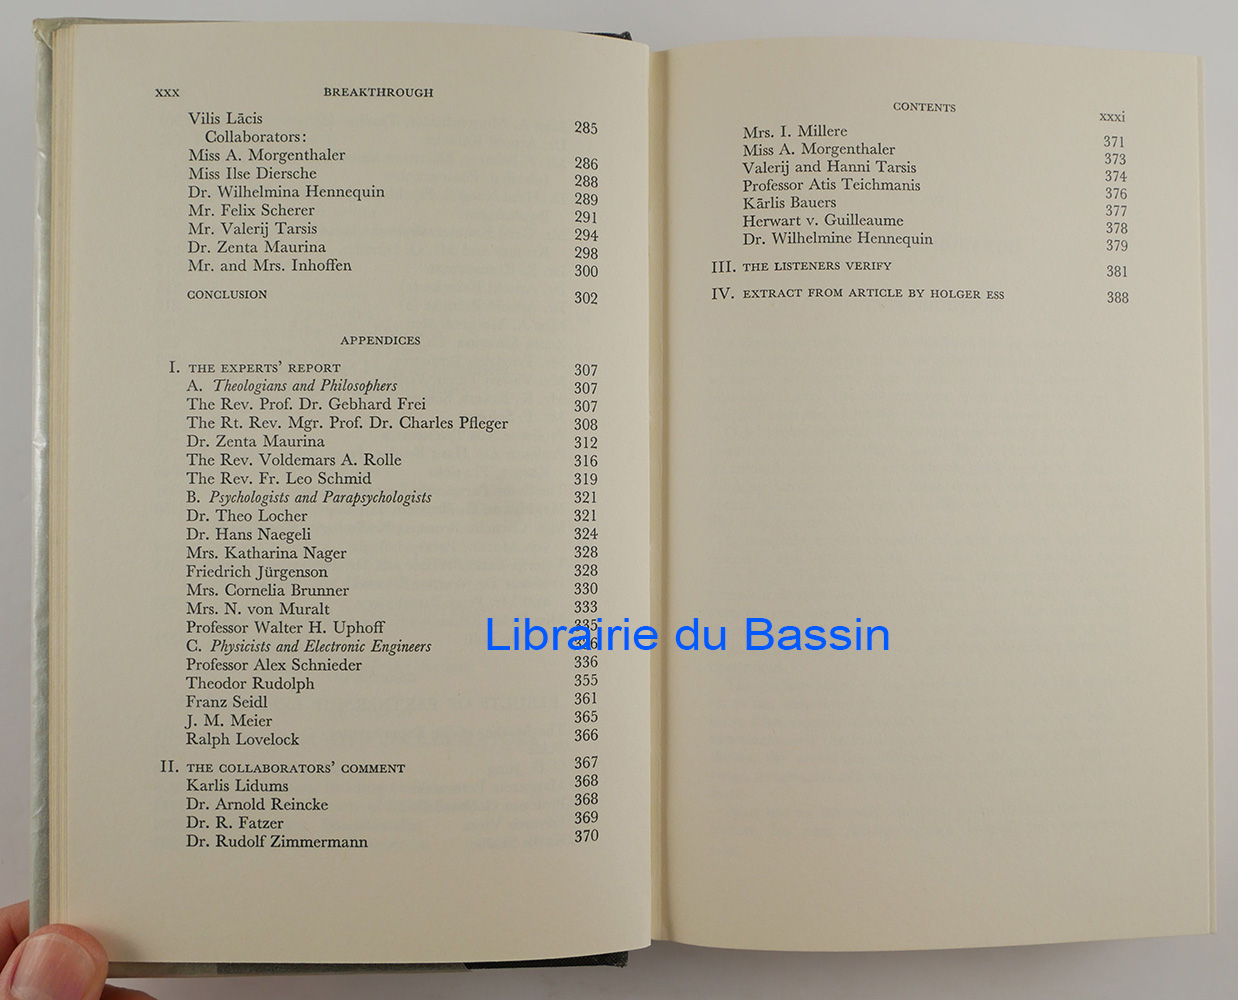 xxx BREAKTHROUGH
Vilis Lācis 285
Collaborators:
Miss A. Morgenthaler 286
Miss Ilse Diersche 288
Dr. Wilhelmina Hennequin 289
Mr. Felix Scherer 291
Mr. Valerij Tarsis 294
Dr. Zenta Maurina 298
Mr. and Mrs. Inhoffen 300
CONCLUSION 302
APPENDICES
I. THE EXPERTS' REPORT 307
A. Theologians and Philosophers 307
The Rev. Prof. Dr. Gebhard Frei 307
The Rt. Rev. Mgr. Prof. Dr. Charles Pfleger 308
Dr. Zenta Maurina 312
The Rev. Voldemars A. Rolle 316
The Rev. Fr. Leo Schmid 319
B. Psychologists and Parapsychologists 321
Dr. Theo Locher 321
Dr. Hans Naegeli 324
Mrs. Katharina Nager 328
Friedrich Jürgenson 328
Mrs. Cornelia Brunner 330
Mrs. N. von Muralt 333
Professor Walter H. Uphoff 335
C. Physicists and Electronic Engineers 336
Professor Alex Schnieder 336
Theodor Rudolph 355
Franz Seidl 361
J. M. Meier 365
Ralph Lovelock 366
II. THE COLLABORATORS' COMMENT 367
Karlis Lidums 368
Dr. Arnold Reincke 368
Dr. R. Fatzer 369
Dr. Rudolf Zimmermann 370
CONTENTS xxxi
Mrs. I. Millere 371
Miss A. Morgenthaler 373
Valerij and Hanni Tarsis 374
Professor Atis Teichmanis 376
Kārlis Bauers 377
Herwart v. Guilleaume 378
Dr. Wilhelmine Hennequin 379
III. THE LISTENERS VERIFY 381
IV. EXTRACT FROM ARTICLE BY HOLGER ESS 388
Librairie du Bassin